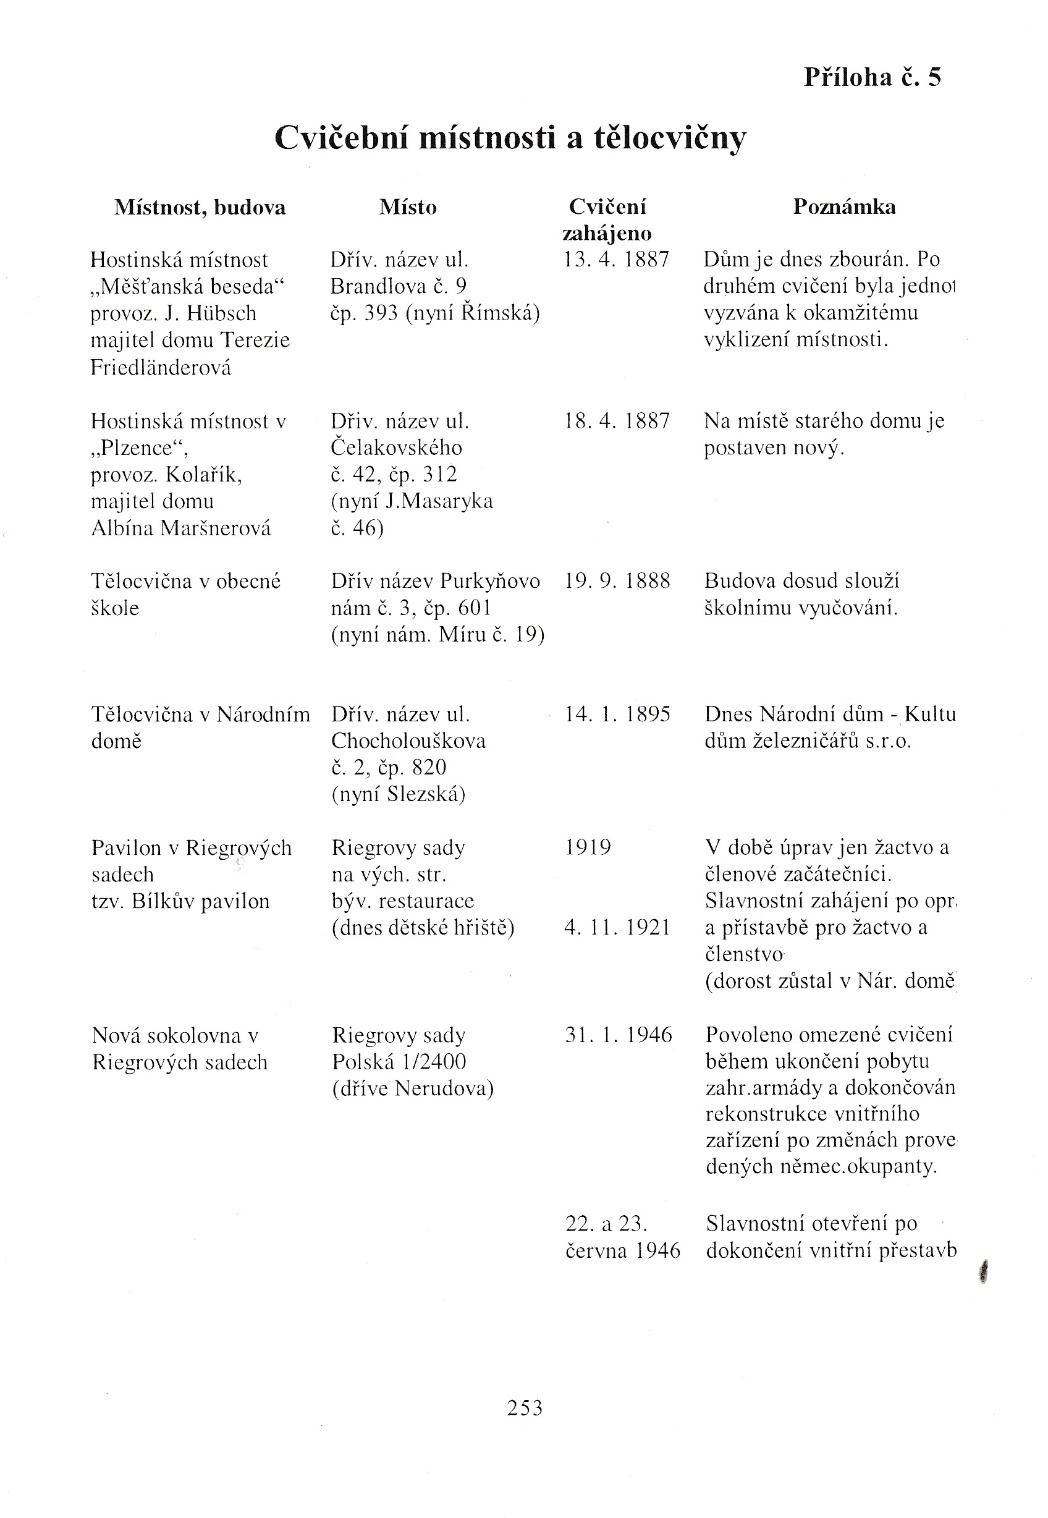 Příloha č. 5
Cvičební místnosti a tělocvičny
Místnost, budova Místo Cvičení Poznámka
zahájeno
Hostinská místnost Dřív. název ul. 13. 4. 1887 Dům je dnes zbourán. Po
„Měšťanská beseda“ Brandlova č. 9 druhém cvičení byla jednot
provoz. J. Hübsch čp. 393 (nyní Římská) vyzvána k okamžitému
majitel domu Terezie vyklizení místnosti.
Friedländerová
Hostinská místnost v Dřiv. název ul. 18. 4. 1887 Na místě starého domu je
„Plzence“, Čelakovského postaven nový.
provoz. Kolařík, č. 42, čp. 312
majitel domu (nyní J.Masaryka
Albína Maršnerová č. 46)
Tělocvična v obecné Dřív název Purkyňovo 19. 9. 1888 Budova dosud slouží
škole nám č. 3, čp. 601 školnímu vyučování.
(nyní nám. Míru č. 19)
Tělocvična v Národním Dřív. název ul. 14. 1. 1895 Dnes Národní dům - Kultu
domě Chocholouškova dům železničářů s.r.o.
č. 2, čp. 820
(nyní Slezská)
Pavilon v Riegrových Riegrovy sady 1919 V době úprav jen žactvo a
sadech na vých. str. členové začátečníci.
tzv. Bílkův pavilon býv. restaurace Slavnostní zahájení po opr.
(dnes dětské hřiště) 4. 11. 1921 a přístavbě pro žactvo a
členstvo
(dorost zůstal v Nár. domě
Nová sokolovna v Riegrovy sady 31. 1. 1946 Povoleno omezené cvičení
Riegrových sadech Polská 1/2400 během ukončení pobytu
(dříve Nerudova) zahr.armády a dokončován
rekonstrukce vnitřního
zařízení po změnách prove
dených němec.okupanty.
22. a 23. Slavnostní otevření po
června 1946 dokončení vnitřní přestavb
253